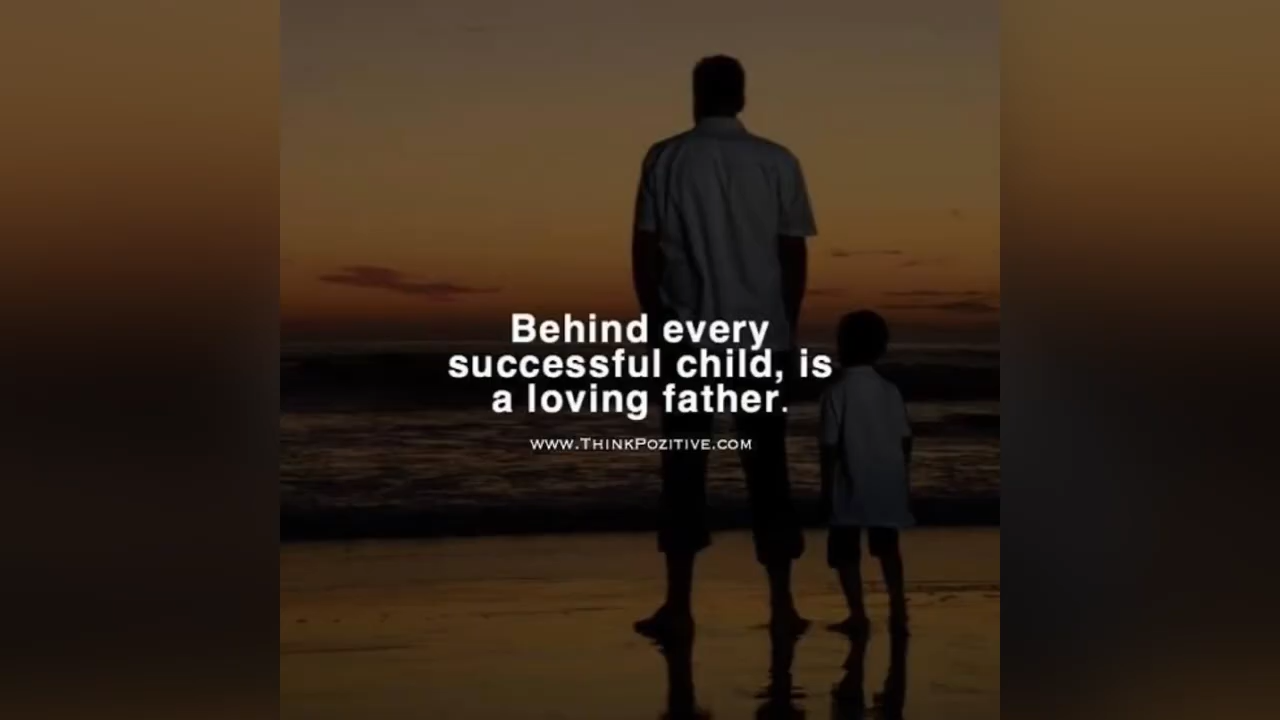 Behind every
successful child, is
a loving father.
www.ThinkPozitive.com